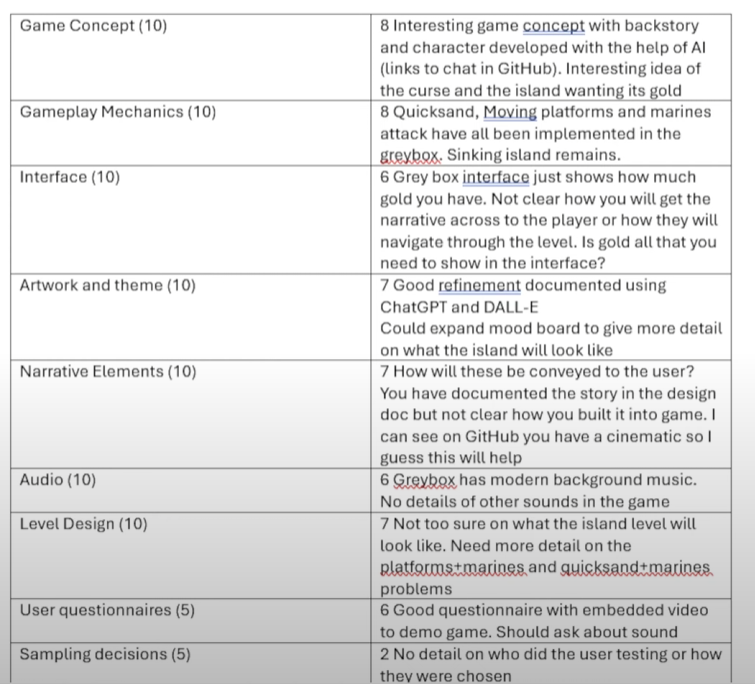 Game Concept (10)
8 Interesting game concept with backstory
and character developed with the help of AI
(links to chat in GitHub). Interesting idea of
the curse and the island wanting its gold
Gameplay Mechanics (10)
8 Quicksand, Moving platforms and marines
attack have all been implemented in the
greybox. Sinking island remains.
Interface (10)
6 Grey box interface just shows how much
gold you have. Not clear how you will get the
narrative across to the player or how they will
navigate through the level. Is gold all that you
need to show in the interface?
Artwork and theme (10)
7 Good refinement documented using
ChatGPT and DALL-E
Could expand mood board to give more detail
on what the island will look like
Narrative Elements (10)
7 How will these be conveyed to the user?
You have documented the story in the design
doc but not clear how you built it into game. I
can see on GitHub you have a cinematic so I
guess this will help
Audio (10)
6 Greybox has modern background music.
No details of other sounds in the game
Level Design (10)
7 Not too sure on what the island level will
look like. Need more detail on the
platforms+marines and quicksand+marines
problems
User questionnaires (5)
6 Good questionnaire with embedded video
to demo game. Should ask about sound
Sampling decisions (5)
2 No detail on who did the user testing or how
they were chosen